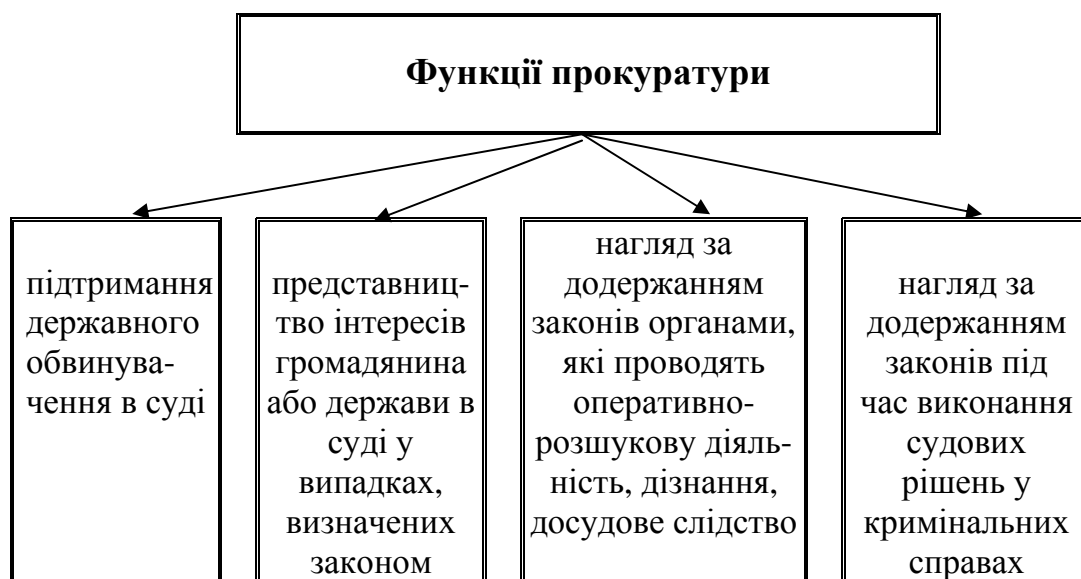 Функції прокуратури
підтримання
державного
обвинува-
чення в суді
представниц-
тво інтересів
громадянина
або держави в
суді у
випадках,
визначених
законом
нагляд за
додержанням
законів органами,
які проводять
оперативно-
розшукову діяль-
ність, дізнання,
досудове слідство
нагляд за
додержанням
законів під
час виконання
судових
рішень у
кримінальних
справах